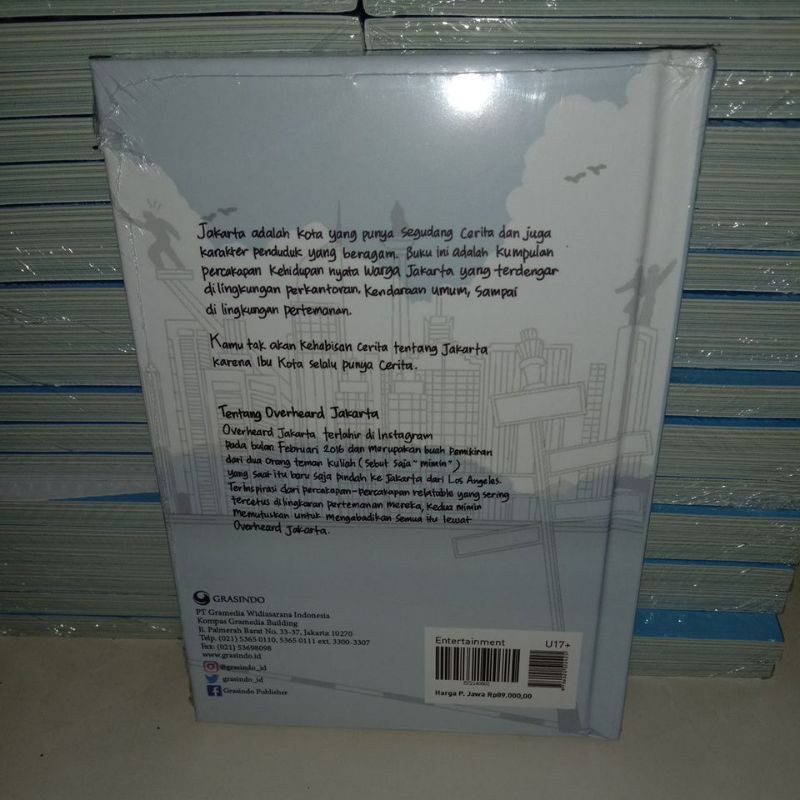 Jakarta adalah kota yang punya segudang cerita dan juga
karakter penduduk yang beragam. Buku ini adalah kumpulan
percakapan kehidupan nyata warga Jakarta yang terdengar
di lingkungan perkantoran, kendaraan umum, sampai
di lingkungan pertemanan.
Kamu tak akan kehabisan cerita tentang Jakarta
karena Ibu Kota selalu punya cerita.
Tentang Overheard Jakarta
Overheard Jakarta terlahir di Instagram
pada bulan Februari 2016 dan merupakan buah pemikiran
dari dua orang teman kuliah (sebut saja "mimin")
yang saat itu baru saja pindah ke Jakarta dari Los Angeles.
Terinspirasi dari percakapan-percakapan relatable yang sering
tercetus di lingkaran pertemanan mereka, kedua mimin
memutuskan untuk mengabadikan semua itu lewat
Overheard Jakarta.
GRASINDO
PT Gramedia Widiasarana Indonesia
Kompas Gramedia Building
Jl. Palmerah Barat No. 33-37, Jakarta 10270
Telp. (021) 5365 0110, 5365 0111 ext. 3300-3307
Fax: (021) 53698098
www.grasindo.id
@grasindo_id
grasindo_id
Grasindo Publisher
Entertainment U17+
Harga P. Jawa Rp89.000,00